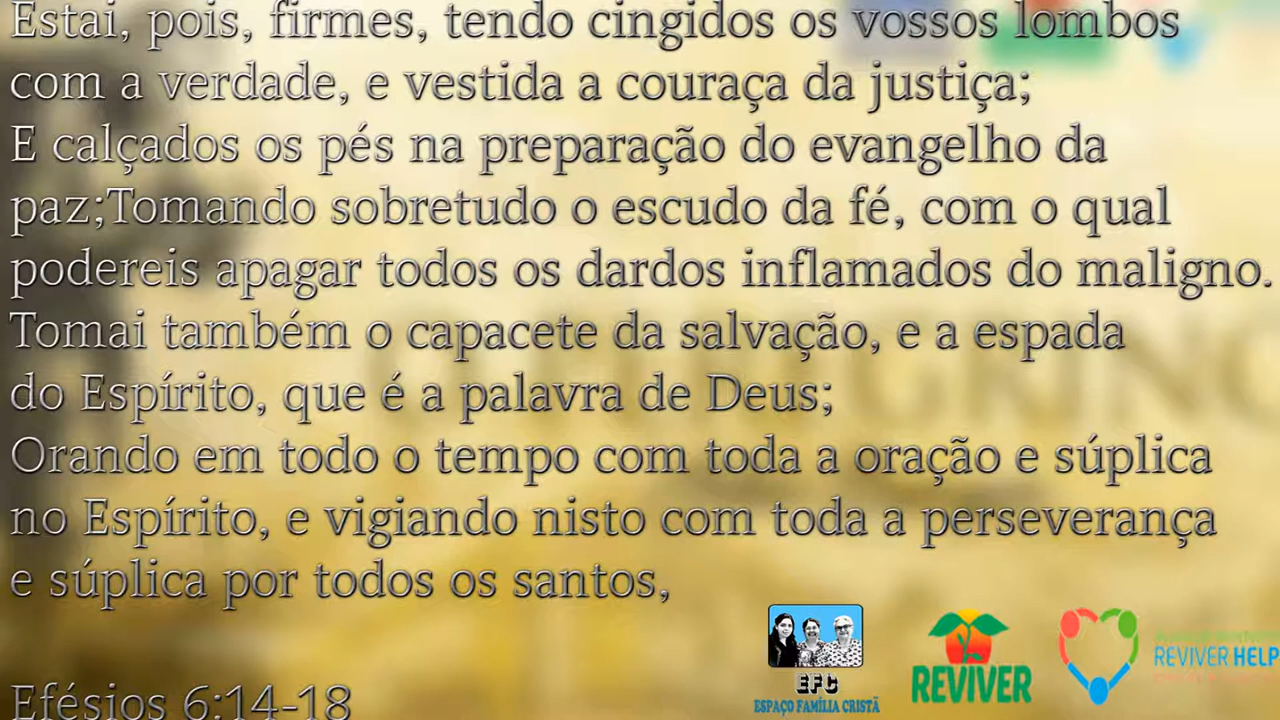 Estai, pois, firmes, tendo cingidos os vossos lombos
com a verdade, e vestida a couraça da justiça;
E calçados os pés na preparação do evangelho da
paz;Tomando sobretudo o escudo da fé, com o qual
podereis apagar todos os dardos inflamados do maligno.
Tomai também o capacete da salvação, e a espada
do Espírito, que é a palavra de Deus;
Orando em todo o tempo com toda a oração e súplica
no Espírito, e vigiando nisto com toda a perseverança
e súplica por todos os santos,
Efésios 6:14-18
EFC
ESPAÇO FAMÍLIA CRISTÃ
REVIVER
REVIVER HELP